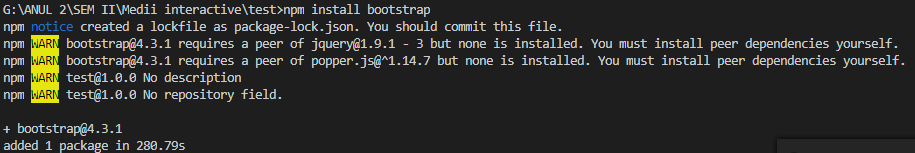 G:\ANUL 2\SEM II\Medii interactive\test>npm install bootstrap
npm notice created a lockfile as package-lock.json. You should commit this file.
npm WARN bootstrap@4.3.1 requires a peer of jquery@1.9.1 - 3 but none is installed. You must install peer dependencies yourself.
npm WARN bootstrap@4.3.1 requires a peer of popper.js@^1.14.7 but none is installed. You must install peer dependencies yourself.
npm WARN test@1.0.0 No description
npm WARN test@1.0.0 No repository field.
+ bootstrap@4.3.1
added 1 package in 280.79s